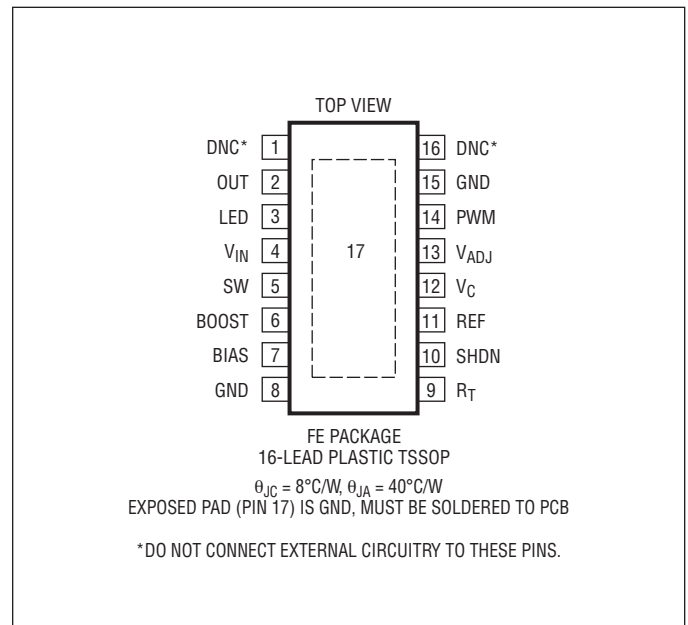 TOP VIEW
DNC* 1 16 DNC*
OUT 2 15 GND
LED 3 14 PWM
VIN 4 17 13 VADJ
SW 5 12 VC
BOOST 6 11 REF
BIAS 7 10 SHDN
GND 8 9 RT
FE PACKAGE
16-LEAD PLASTIC TSSOP
θJC = 8°C/W, θJA = 40°C/W
EXPOSED PAD (PIN 17) IS GND, MUST BE SOLDERED TO PCB
*DO NOT CONNECT EXTERNAL CIRCUITRY TO THESE PINS.